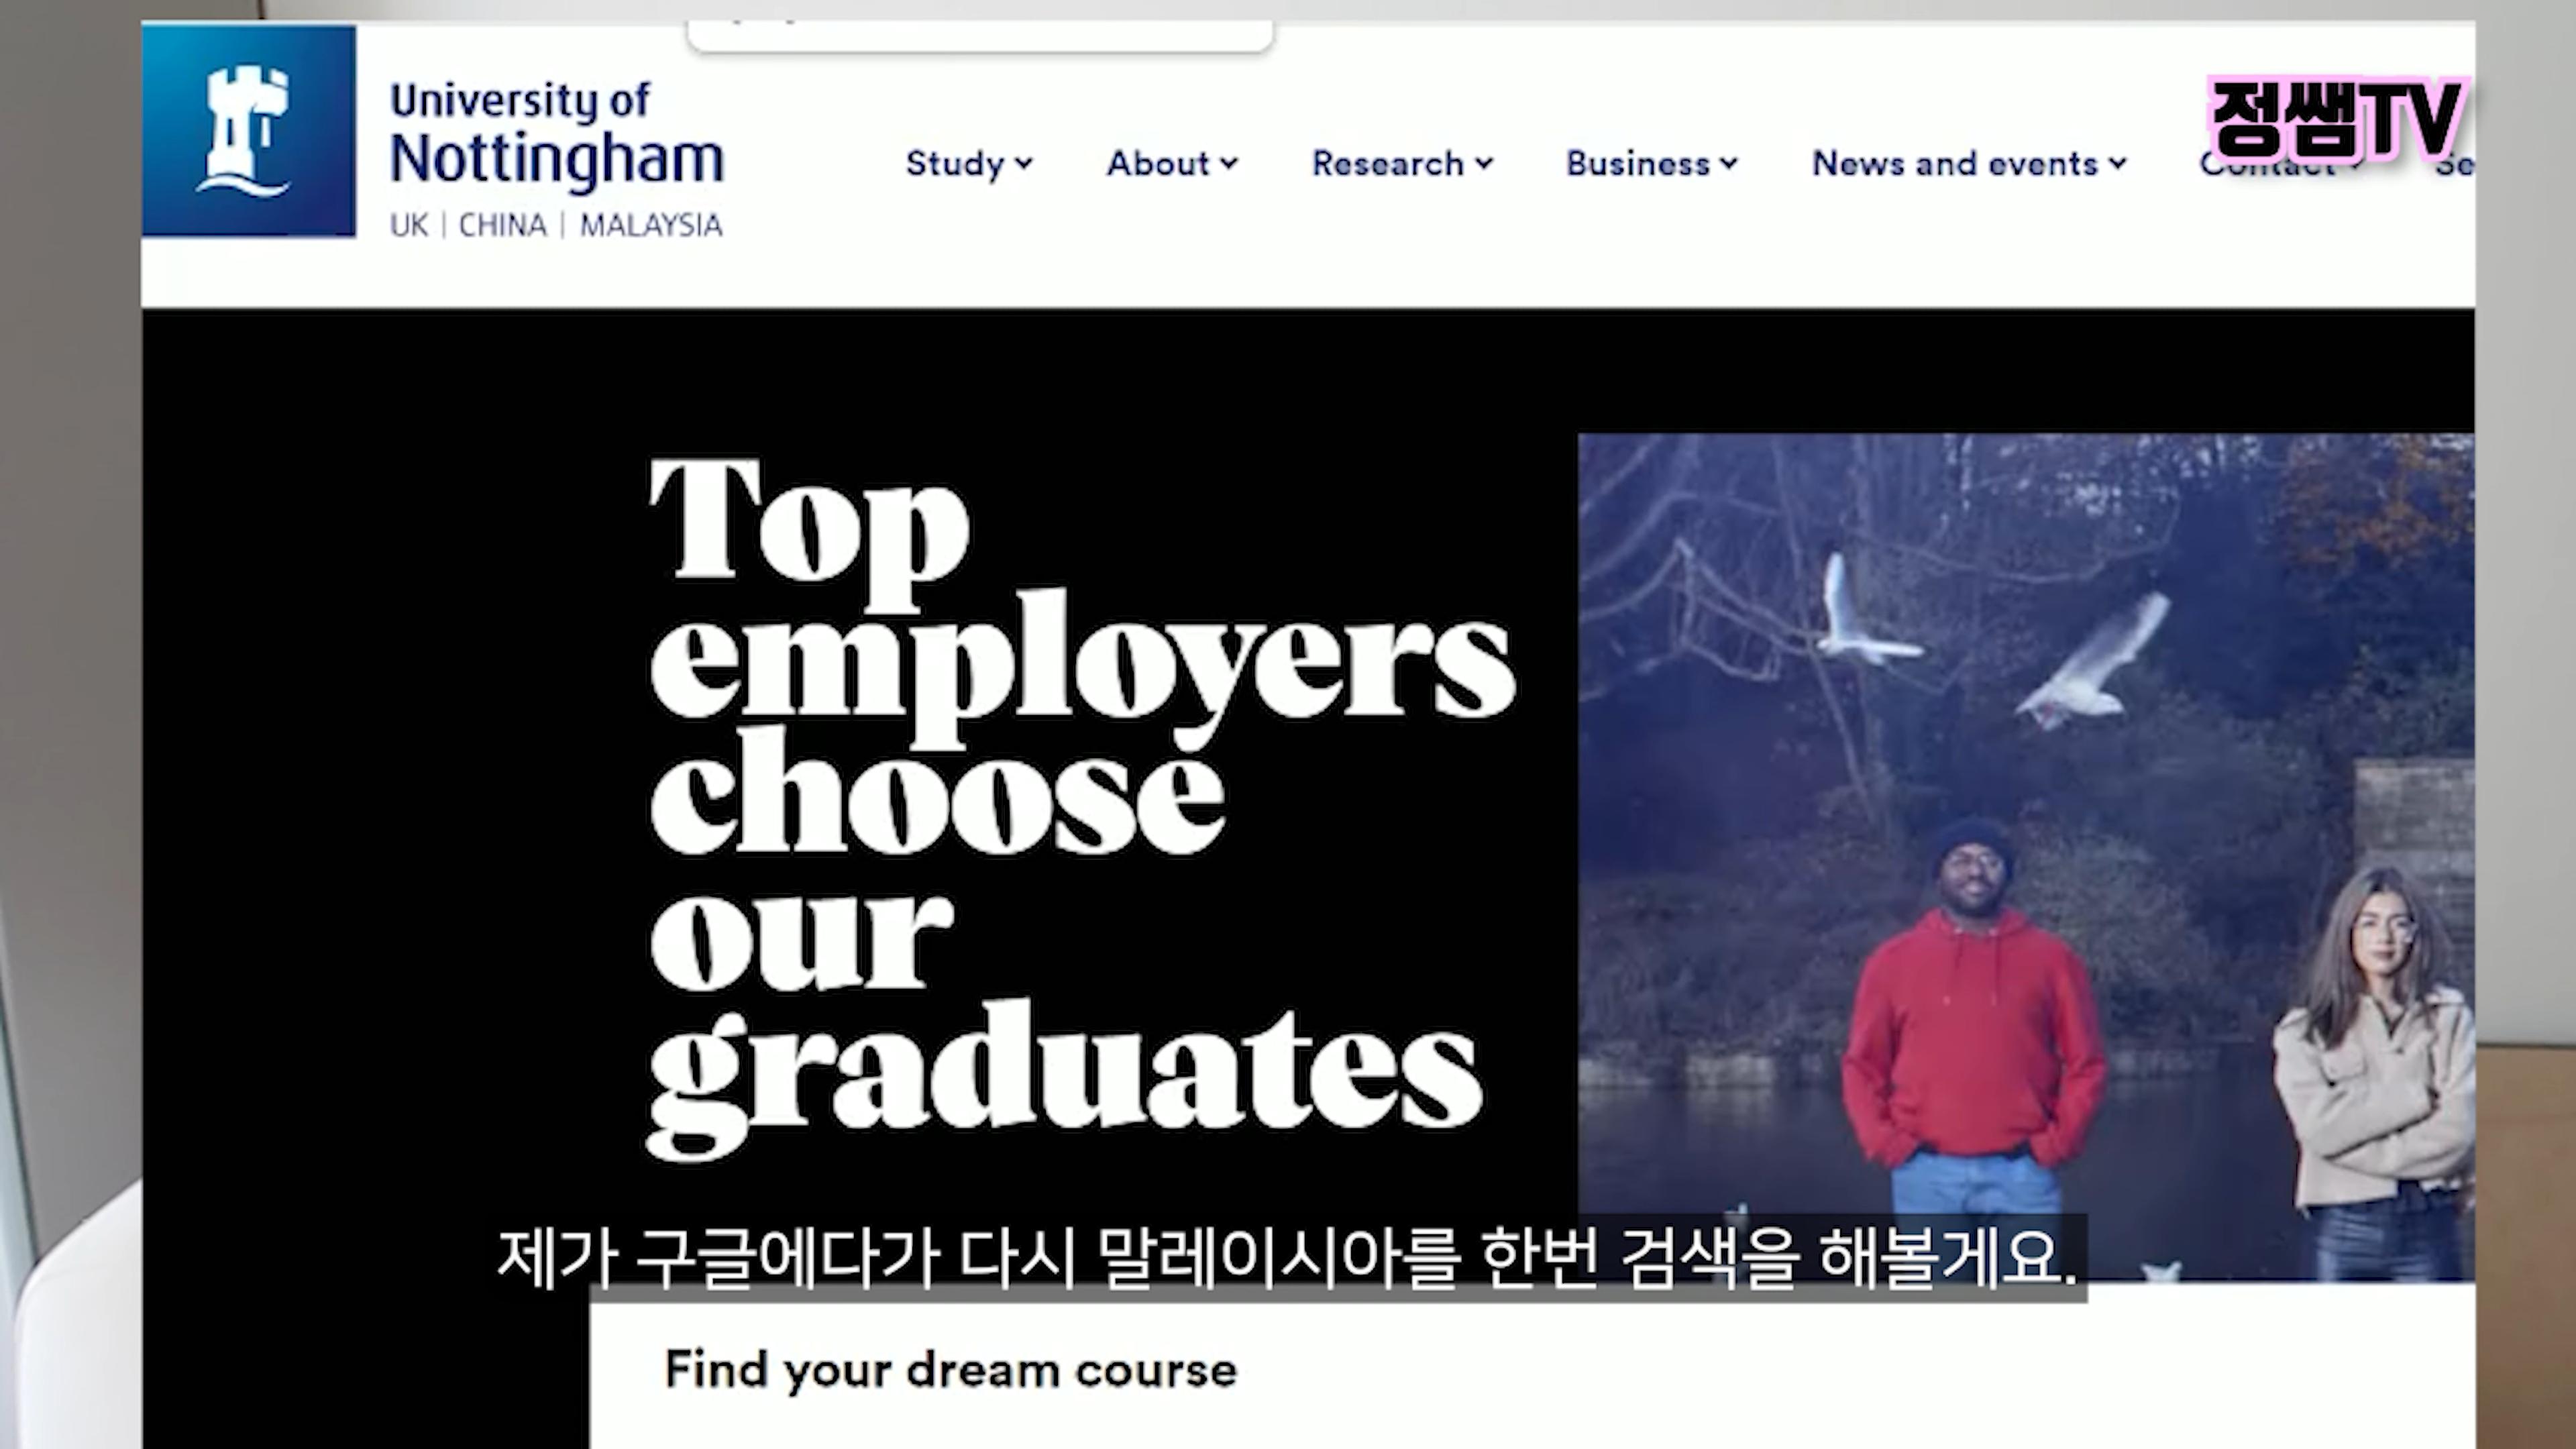 University of
Nottingham
UK | CHINA | MALAYSIA
Study
About
Research
Business
News and events
Contact
정쌤TV
Top
employers
choose
our
graduates
제가 구글에다가 다시 말레이시아를 한번 검색을 해볼게요.
Find your dream course